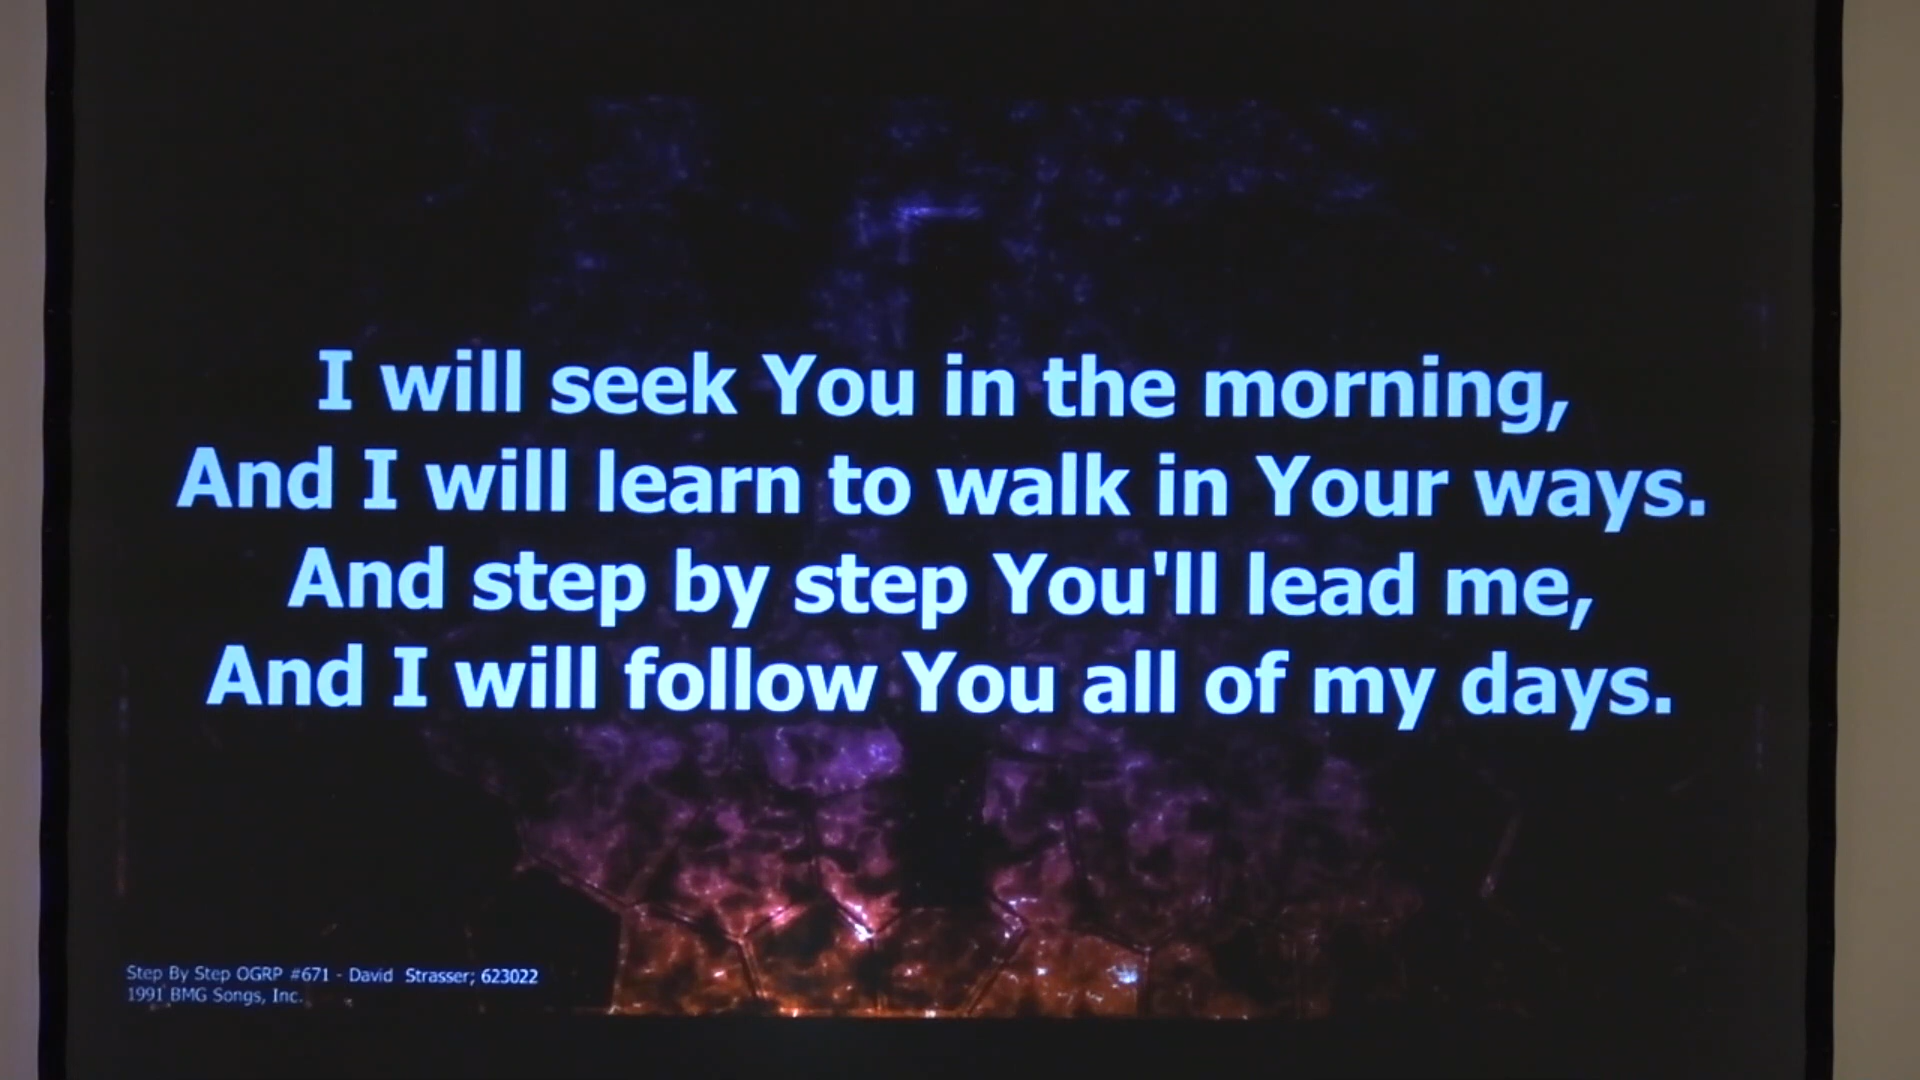 I will seek You in the morning,
And I will learn to walk in Your ways.
And step by step You'll lead me,
And I will follow You all of my days.
Step By Step OGRP #671 - David Strasser; 623022
1991 BMG Songs, Inc.